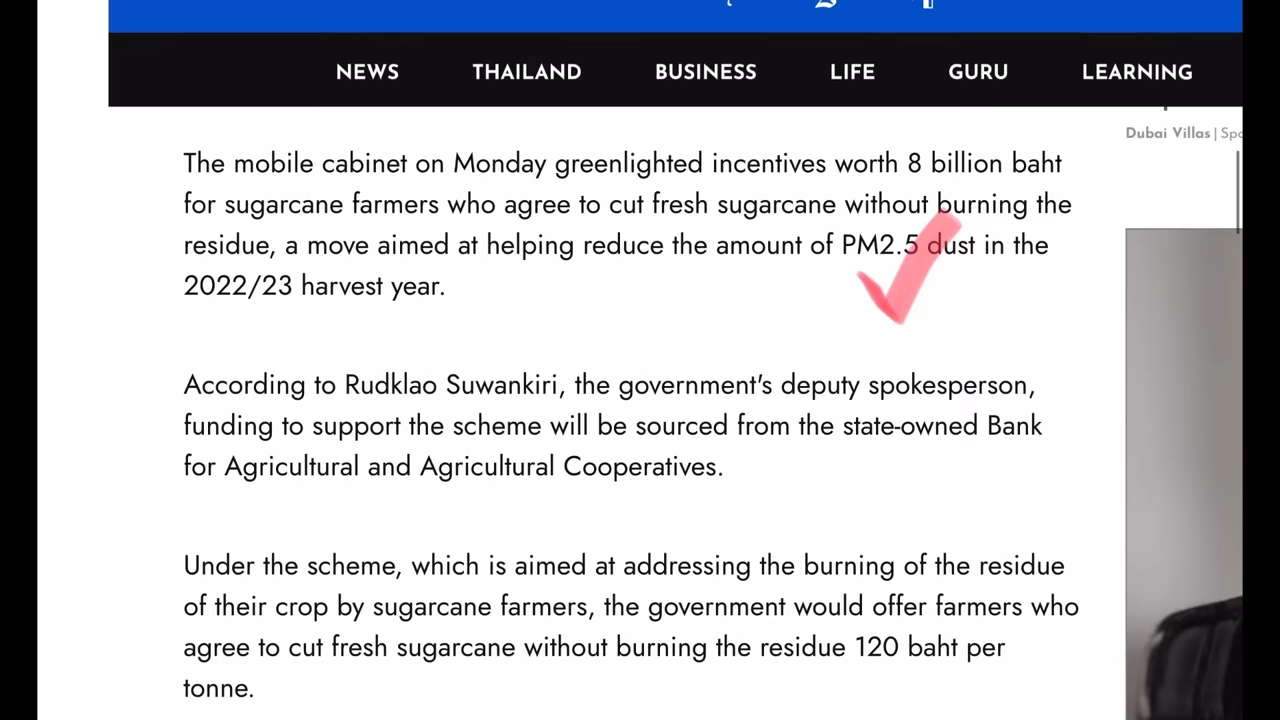 NEWS THAILAND BUSINESS LIFE GURU LEARNING
Dubai Villas |
The mobile cabinet on Monday greenlighted incentives worth 8 billion baht
for sugarcane farmers who agree to cut fresh sugarcane without burning the
residue, a move aimed at helping reduce the amount of PM2.5 dust in the
2022/23 harvest year.
According to Rudklao Suwankiri, the government's deputy spokesperson,
funding to support the scheme will be sourced from the state-owned Bank
for Agricultural and Agricultural Cooperatives.
Under the scheme, which is aimed at addressing the burning of the residue
of their crop by sugarcane farmers, the government would offer farmers who
agree to cut fresh sugarcane without burning the residue 120 baht per
tonne.